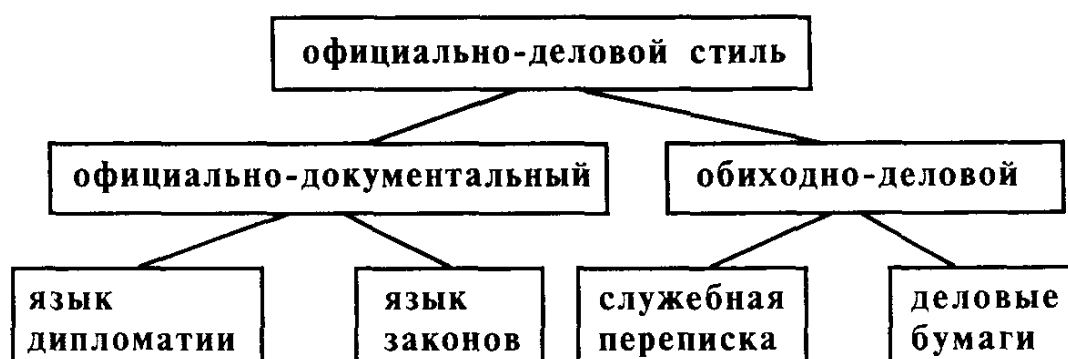 официально-деловой стиль
официально-документальный
обиходно-деловой
язык
дипломатии
язык
законов
служебная
переписка
деловые
бумаги